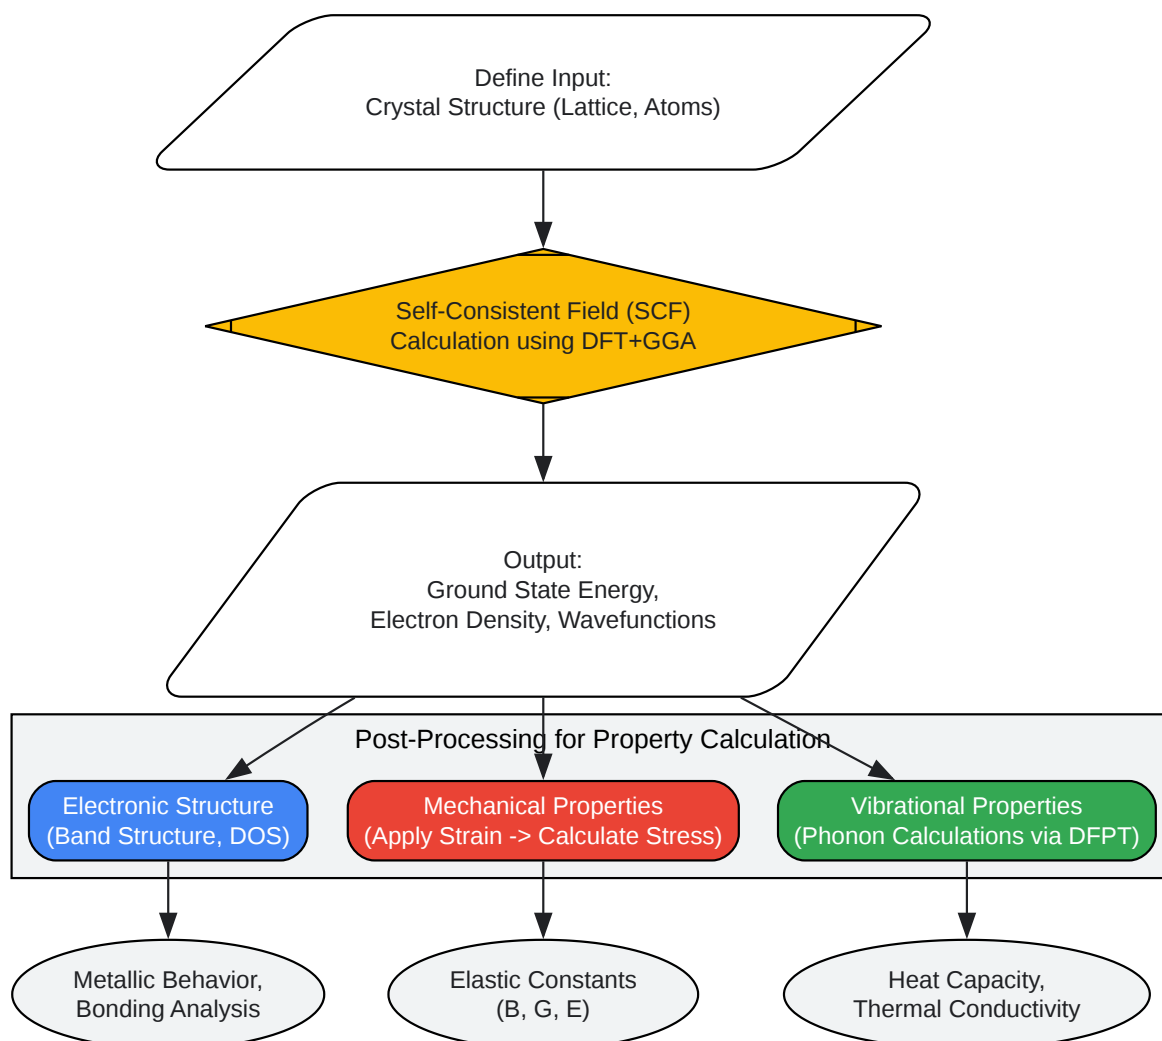 Define Input:
Crystal Structure (Lattice, Atoms)
Self-Consistent Field (SCF)
Calculation using DFT+GGA
Output:
Ground State Energy,
Electron Density, Wavefunctions
Post-Processing for Property Calculation
Electronic Structure
(Band Structure, DOS)
Mechanical Properties
(Apply Strain -> Calculate Stress)
Vibrational Properties
(Phonon Calculations via DFPT)
Metallic Behavior,
Bonding Analysis
Elastic Constants
(B, G, E)
Heat Capacity,
Thermal Conductivity